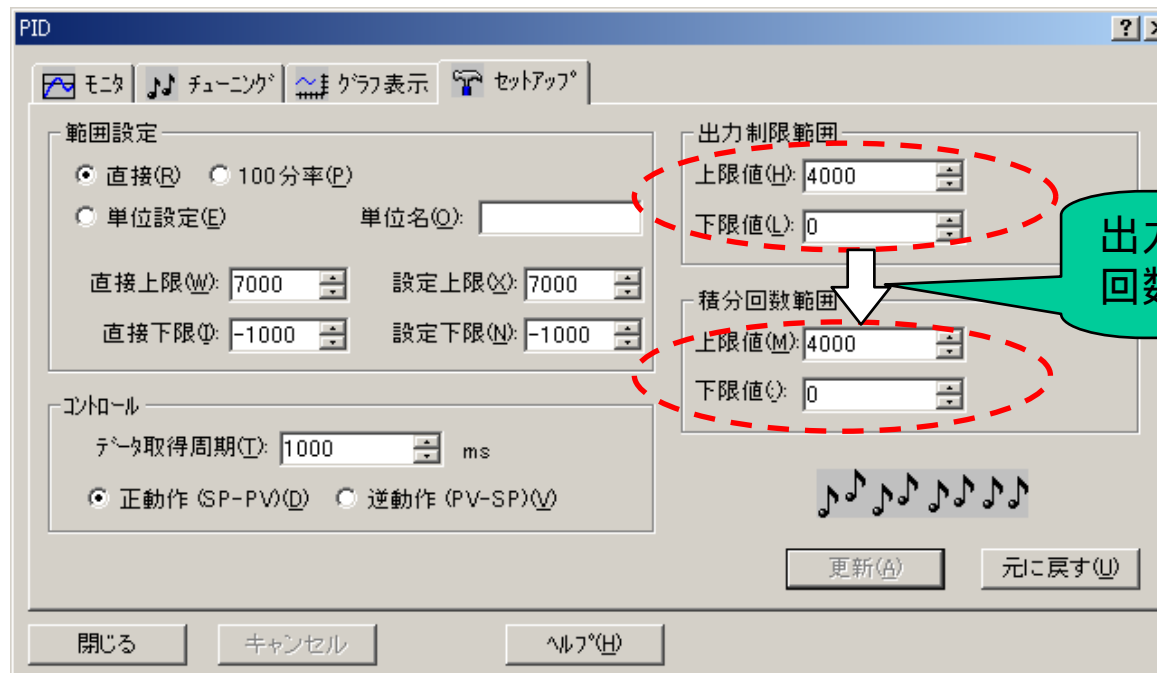 PID
モニタ チューニング グラフ表示 セットアップ
範囲設定
直接(R) 100分率(P)
単位設定(E) 単位名(O):
直接上限(W): 7000 設定上限(X): 7000
直接下限(I): -1000 設定下限(N): -1000
コントロール
データ取得周期(T): 1000 ms
正動作 (SP-PV)(D) 逆動作 (PV-SP)(V)
出力制限範囲
上限値(H): 4000
下限値(L): 0
積分回数範囲
上限値(M): 4000
下限値(.): 0
出力
回数
更新(A) 元に戻す(U)
閉じる キャンセル ヘルプ(H)